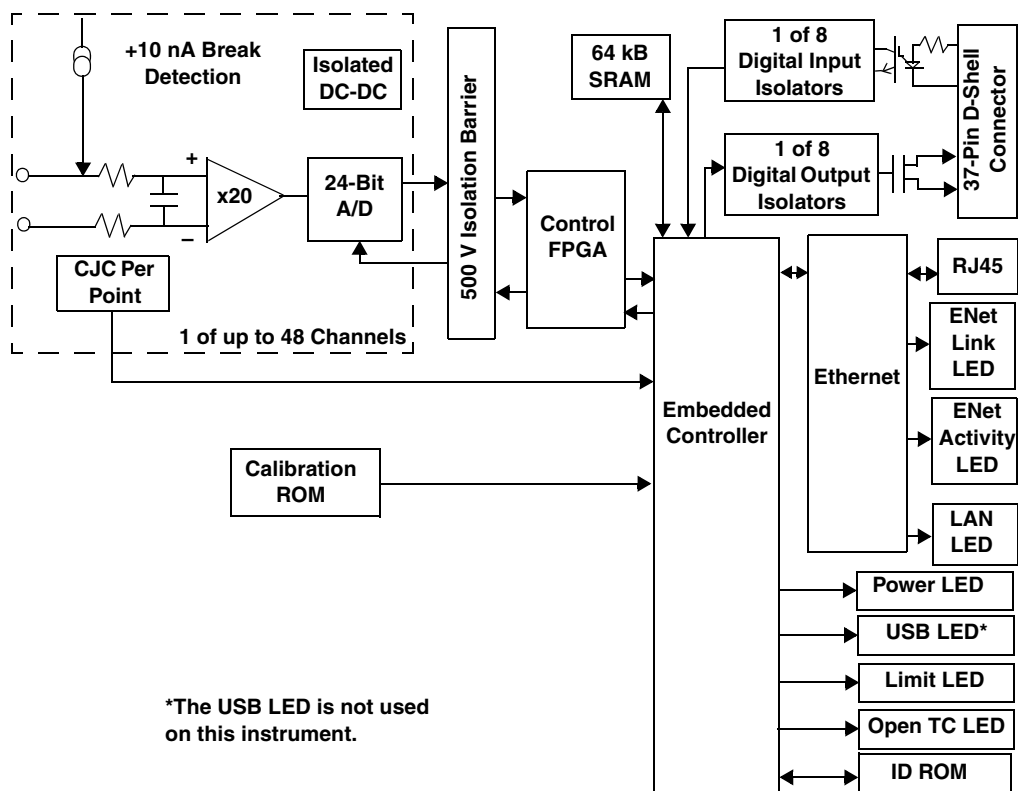 +10 nA Break
Detection
Isolated
DC-DC
+
x20
–
24-Bit
A/D
CJC Per
Point
1 of up to 48 Channels
500 V Isolation Barrier
Control
FPGA
64 kB
SRAM
1 of 8
Digital Input
Isolators
1 of 8
Digital Output
Isolators
37-Pin D-Shell
Connector
Embedded
Controller
Ethernet
RJ45
ENet
Link
LED
ENet
Activity
LED
LAN
LED
Calibration
ROM
Power LED
USB LED*
Limit LED
Open TC LED
ID ROM
*The USB LED is not used
on this instrument.